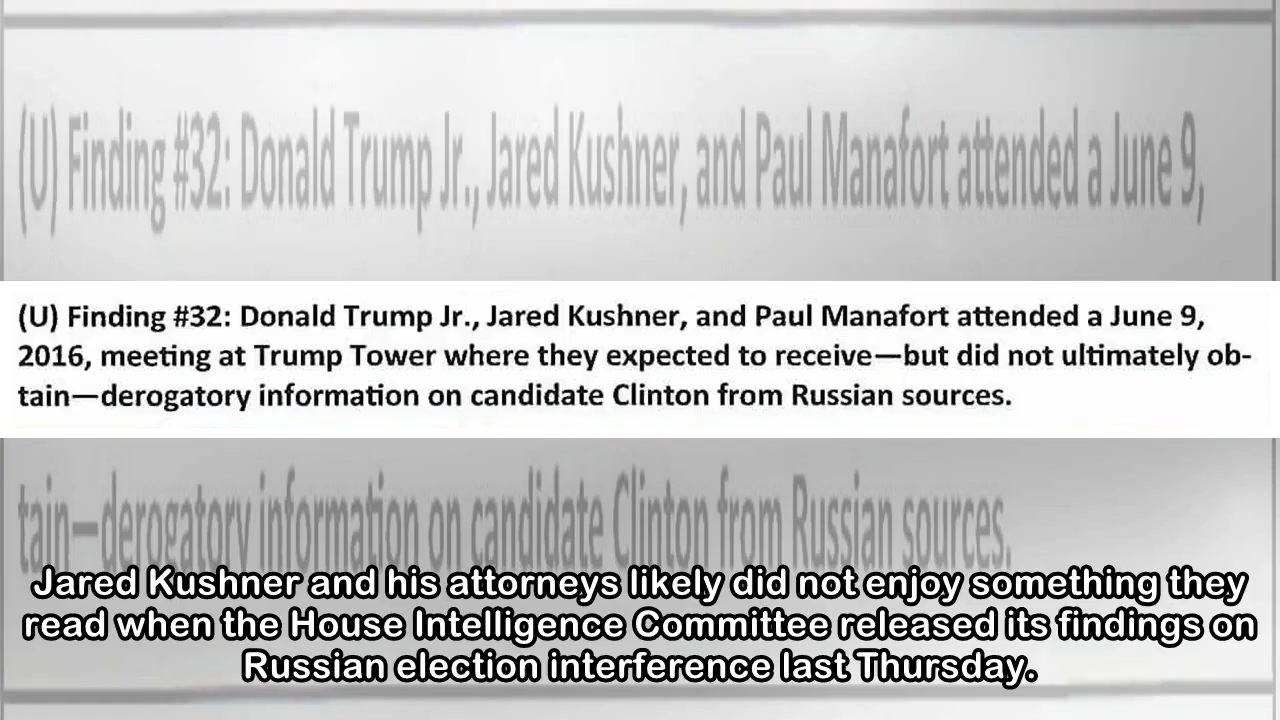 (U) Finding #32: Donald Trump Jr., Jared Kushner, and Paul Manafort attended a June 9,
(U) Finding #32: Donald Trump Jr., Jared Kushner, and Paul Manafort attended a June 9,
2016, meeting at Trump Tower where they expected to receive—but did not ultimately ob-
tain—derogatory information on candidate Clinton from Russian sources.
tain—derogatory information on candidate Clinton from Russian sources.
Jared Kushner and his attorneys likely did not enjoy something they
read when the House Intelligence Committee released its findings on
Russian election interference last Thursday.